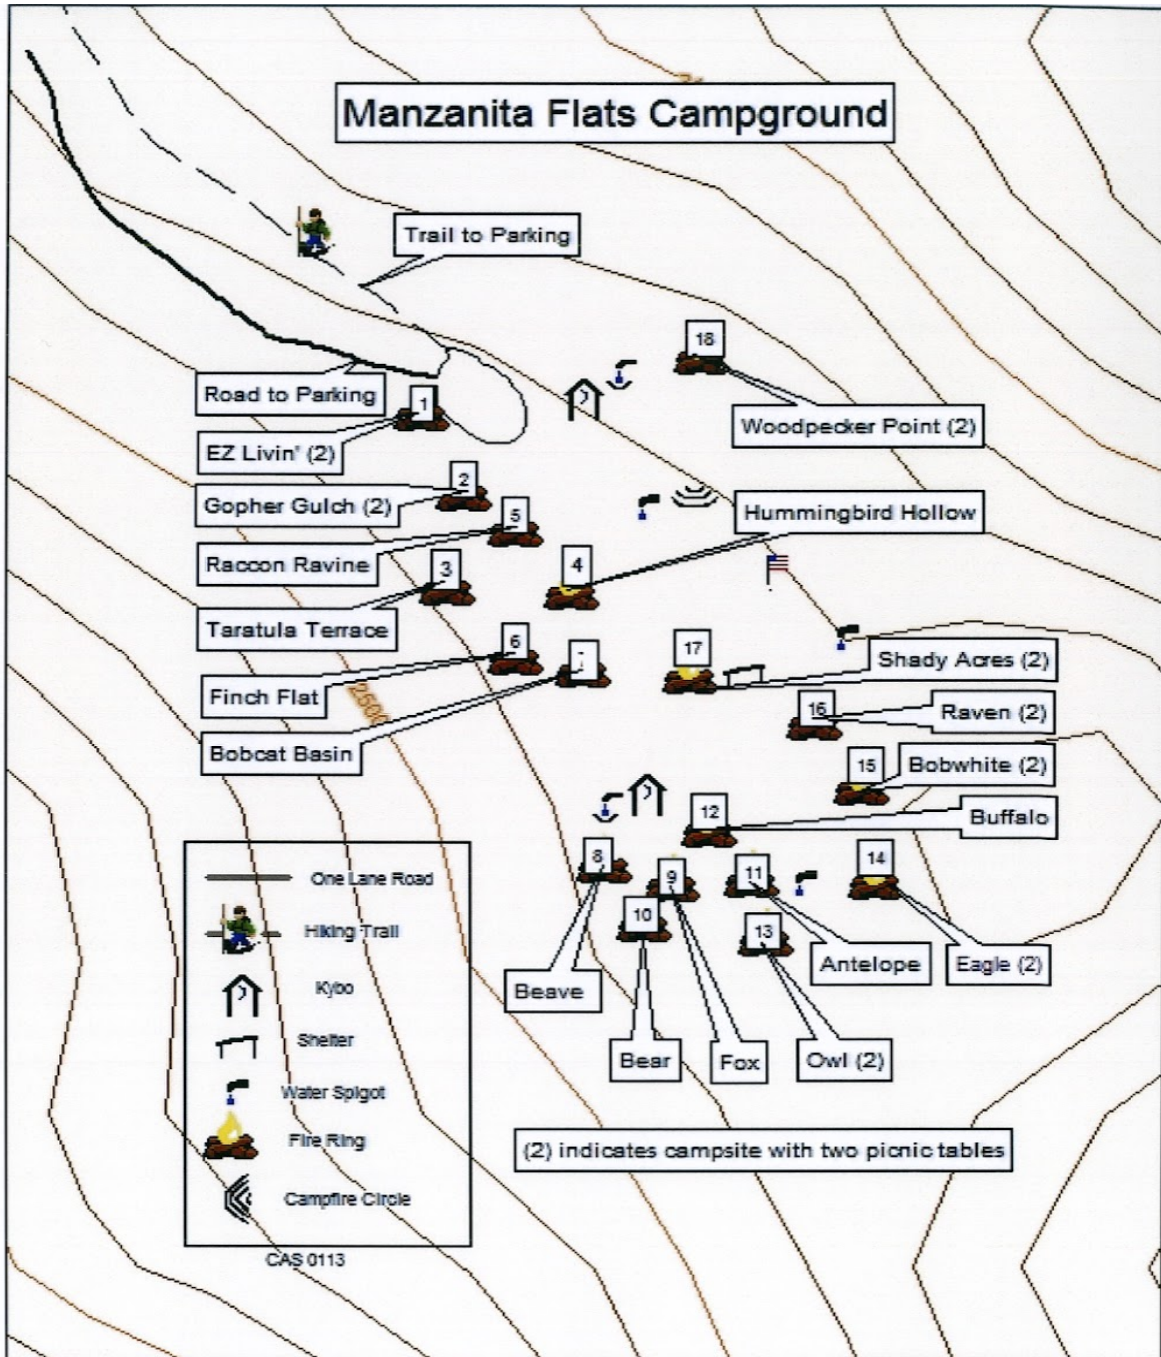 Manzanita Flats Campground
Trail to Parking
18
Road to Parking
1
Woodpecker Point (2)
EZ Livin' (2)
2
Gopher Gulch (2)
5
Hummingbird Hollow
Raccon Ravine
3
4
Taratula Terrace
6
17
7
Shady Acres (2)
Finch Flat
2500
16
Raven (2)
Bobcat Basin
15
Bobwhite (2)
12
Buffalo
8
9
11
14
10
13
One Lane Road
Hiking Trail
Antelope
Eagle (2)
Beave
Kybo
Shelter
Bear
Fox
Owl (2)
Water Spigot
Fire Ring
(2) indicates campsite with two picnic tables
Campfire Circle
CAS 0113